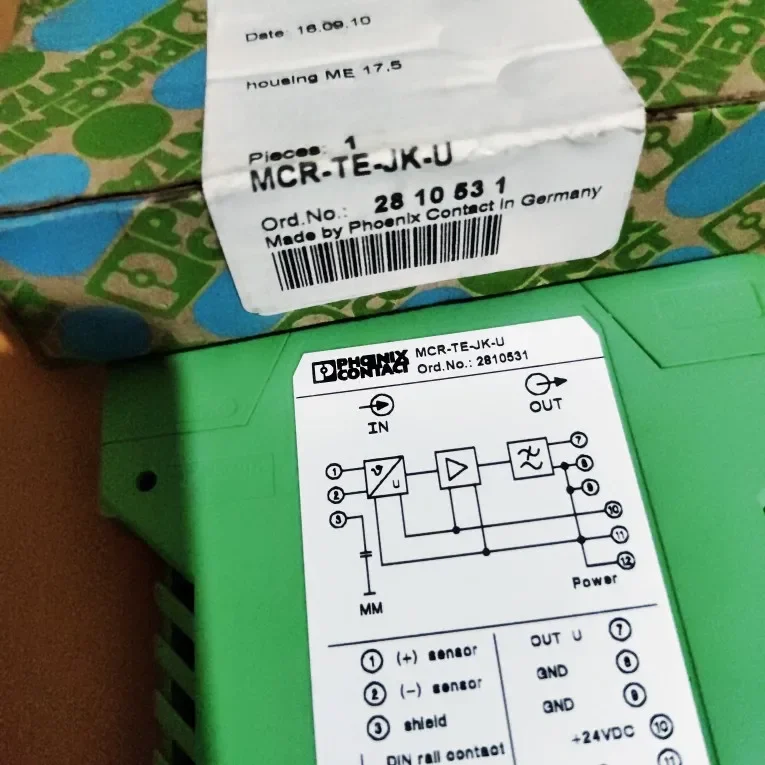 PHOENIX CONTACT
Date: 16.09.10
housing ME 17.5
Pieces: 1
MCR-TE-JK-U
Ord.No.: 28 10 53 1
Made by Phoenix Contact in Germany
PHOENIX CONTACT
MCR-TE-JK-U
Ord.No.: 2810531
IN
OUT
1
2
3
ϑ
U
7
8
9
10
11
12
Power
MM
1 (+) sensor
2 (-) sensor
3 shield
DIN rail contact
OUT U 7
GND 8
GND 9
+24VDC 10
11